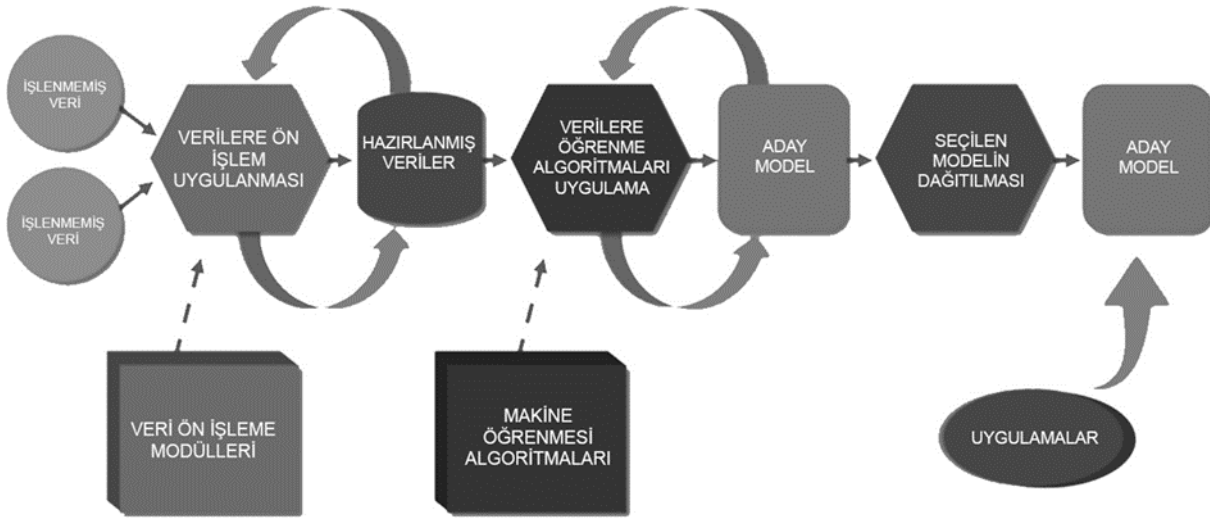 İŞLENMEMİŞ
VERİ
İŞLENMEMİŞ
VERİ
VERİLERE ÖN
İŞLEM
UYGULANMASI
HAZIRLANMIŞ
VERİLER
VERİLERE
ÖĞRENME
ALGORİTMALARI
UYGULAMA
ADAY
MODEL
SEÇİLEN
MODELİN
DAĞITILMASI
ADAY
MODEL
VERİ ÖN İŞLEME
MODÜLLERİ
MAKİNE
ÖĞRENMESİ
ALGORİTMALARI
UYGULAMALAR